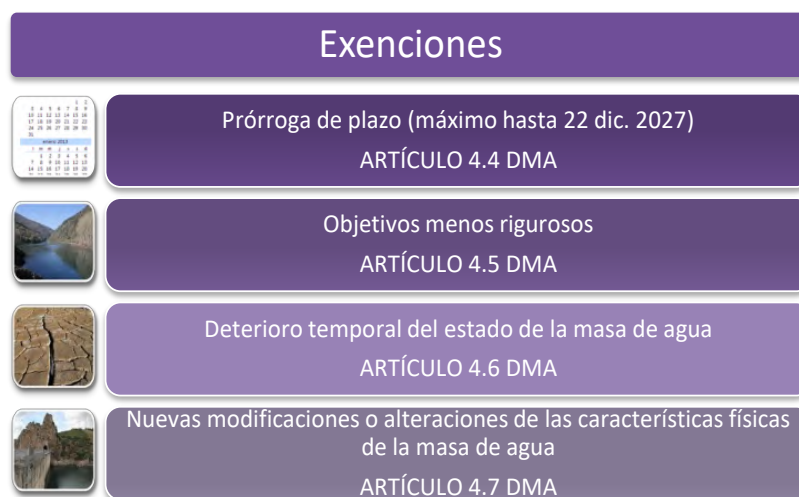 Exenciones
Prórroga de plazo (máximo hasta 22 dic. 2027)
ARTÍCULO 4.4 DMA
Objetivos menos rigurosos
ARTÍCULO 4.5 DMA
Deterioro temporal del estado de la masa de agua
ARTÍCULO 4.6 DMA
Nuevas modificaciones o alteraciones de las características físicas
de la masa de agua
ARTÍCULO 4.7 DMA